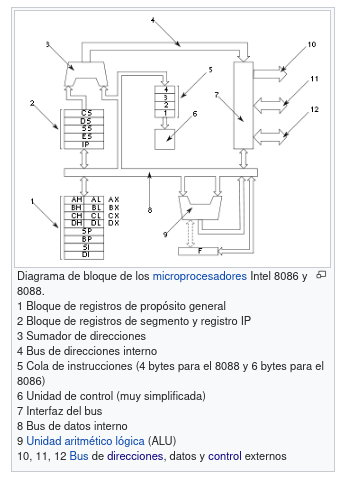 4
3
10
5
11
2
CS
DS
SS
ES
IP
4
3
2
1
6
7
12
1
8
AH AL AX
BH BL BX
CH CL CX
DH DL DX
SP
BP
SI
DI
9
F
Diagrama de bloque de los microprocesadores Intel 8086 y
8088.
1 Bloque de registros de propósito general
2 Bloque de registros de segmento y registro IP
3 Sumador de direcciones
4 Bus de direcciones interno
5 Cola de instrucciones (4 bytes para el 8088 y 6 bytes para el
8086)
6 Unidad de control (muy simplificada)
7 Interfaz del bus
8 Bus de datos interno
9 Unidad aritmético lógica (ALU)
10, 11, 12 Bus de direcciones, datos y control externos